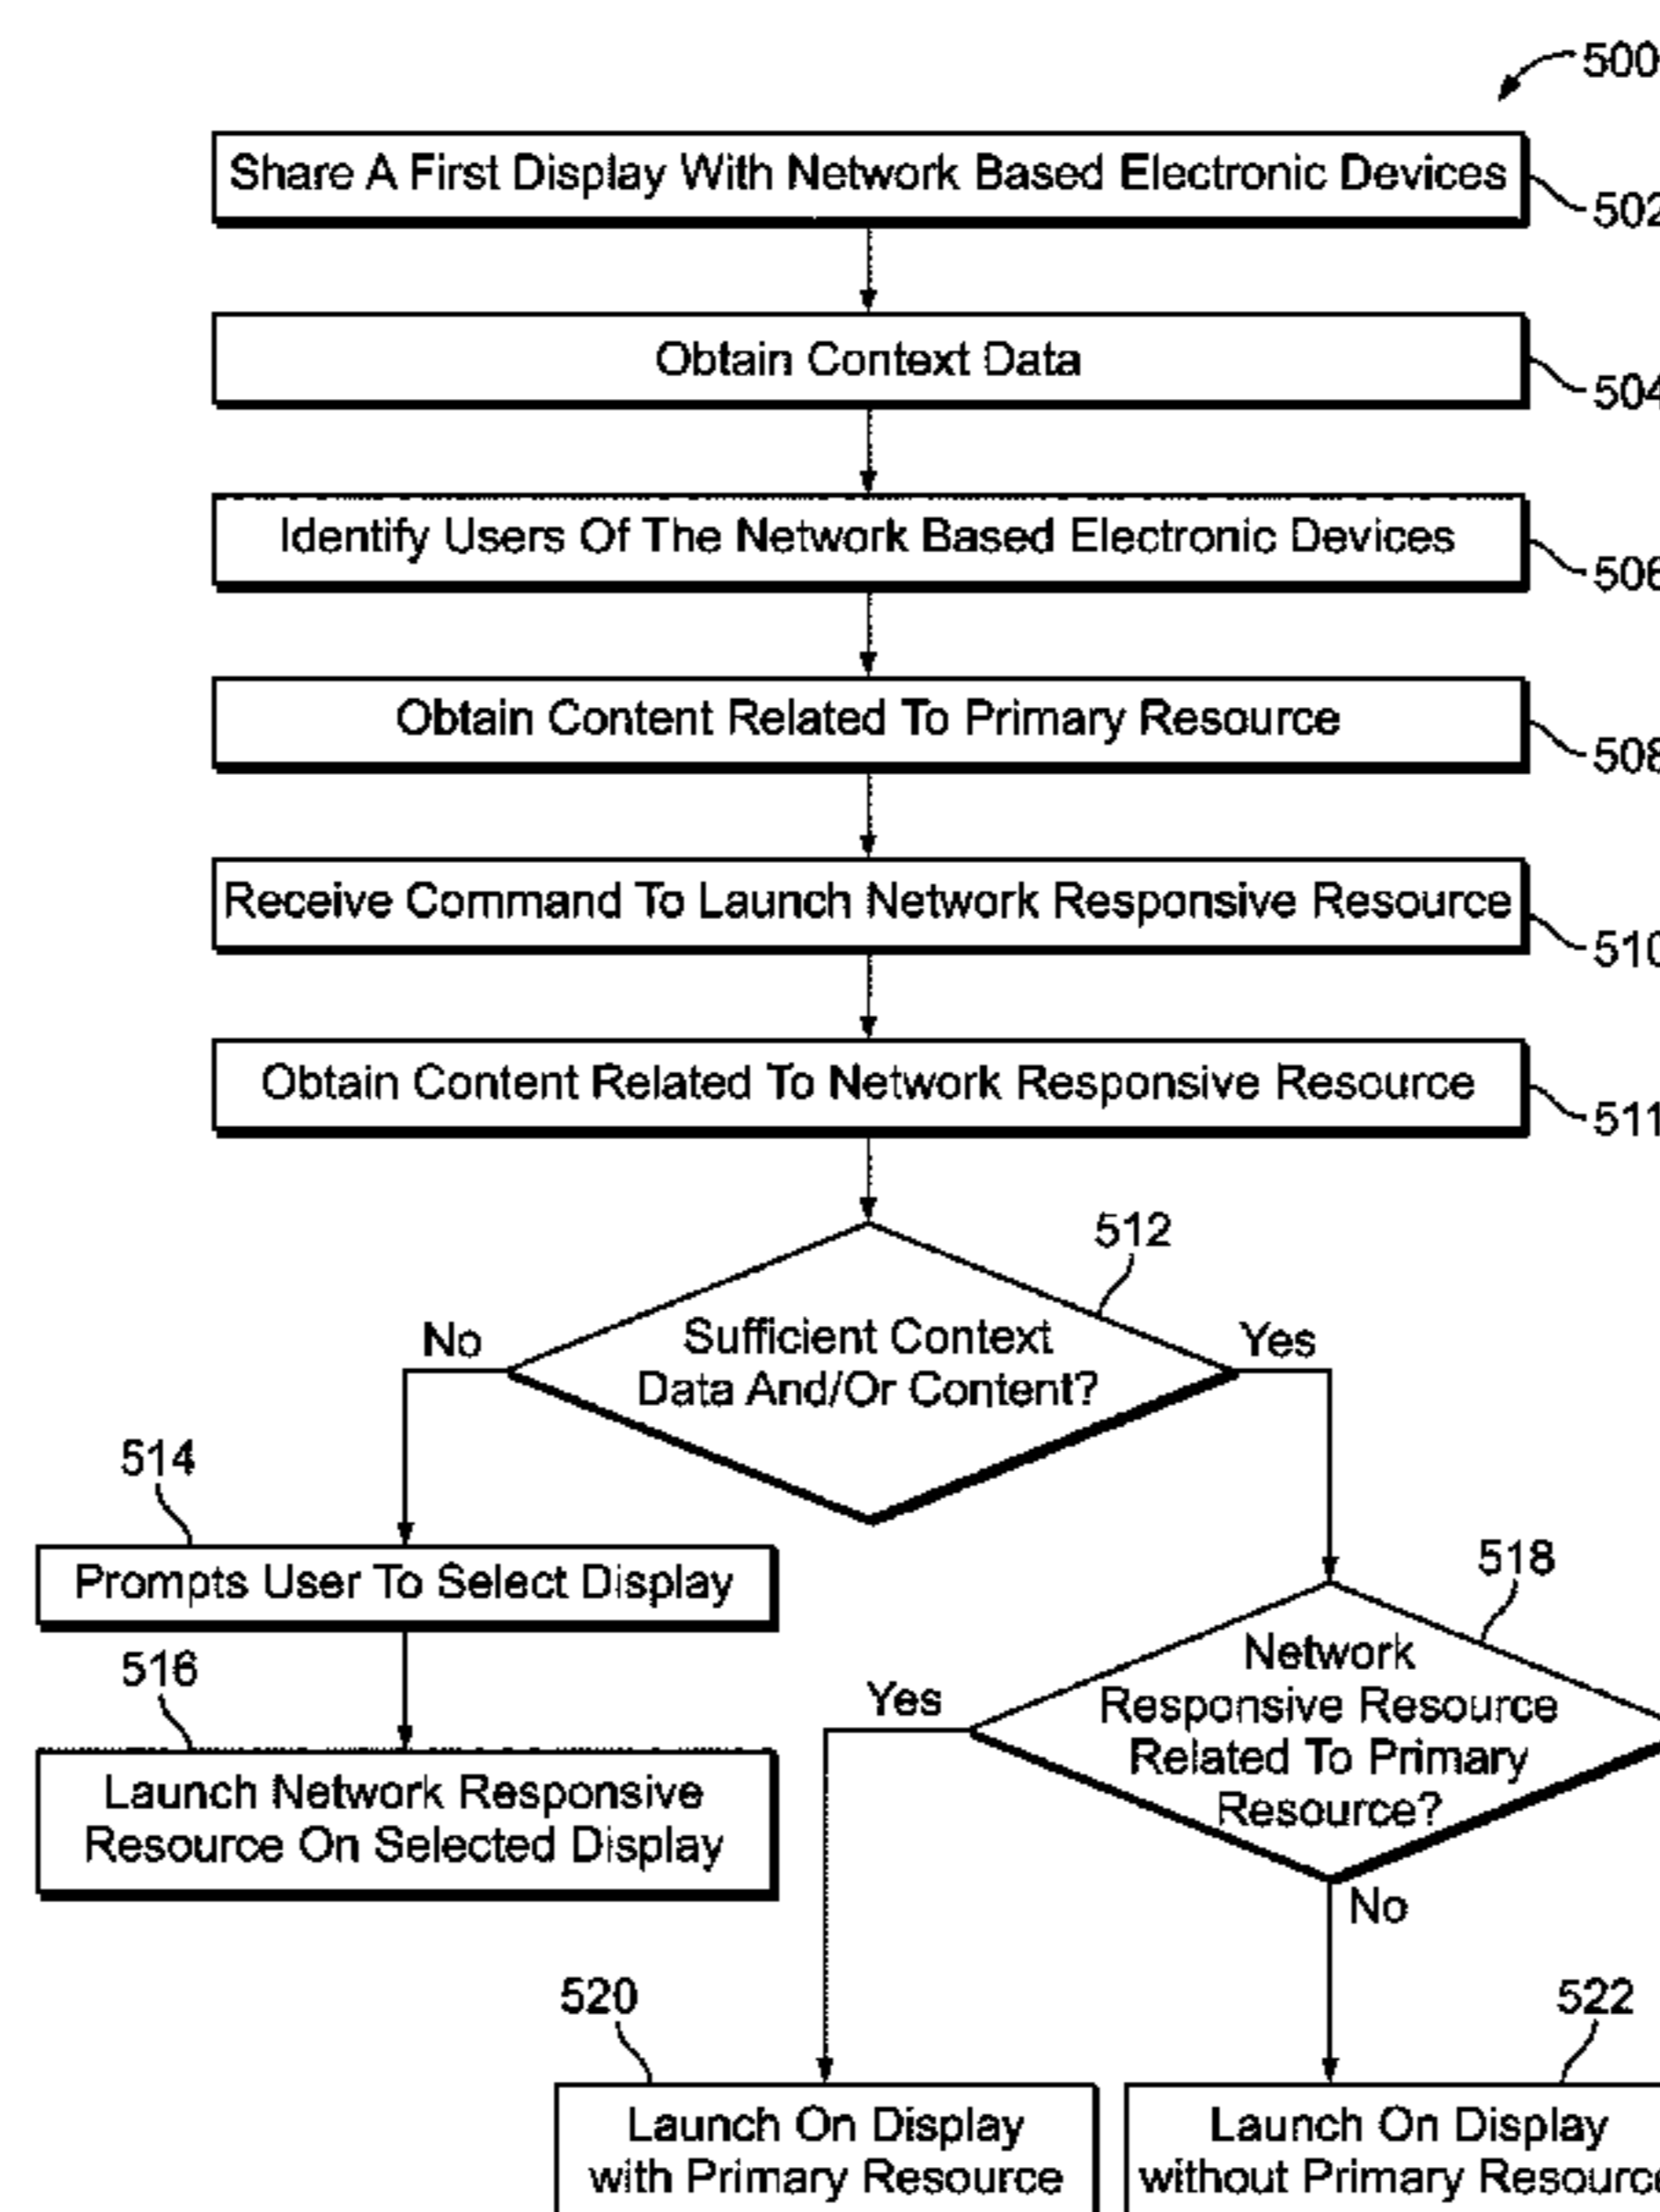 500
Share A First Display With Network Based Electronic Devices
502
Obtain Context Data
504
Identify Users Of The Network Based Electronic Devices
506
Obtain Content Related To Primary Resource
508
Receive Command To Launch Network Responsive Resource
510
Obtain Content Related To Network Responsive Resource
511
512
No
Sufficient Context
Data And/Or Content?
Yes
514
Prompts User To Select Display
516
Launch Network Responsive
Resource On Selected Display
518
Yes
Network
Responsive Resource
Related To Primary
Resource?
No
520
Launch On Display
with Primary Resource
522
Launch On Display
without Primary Resource